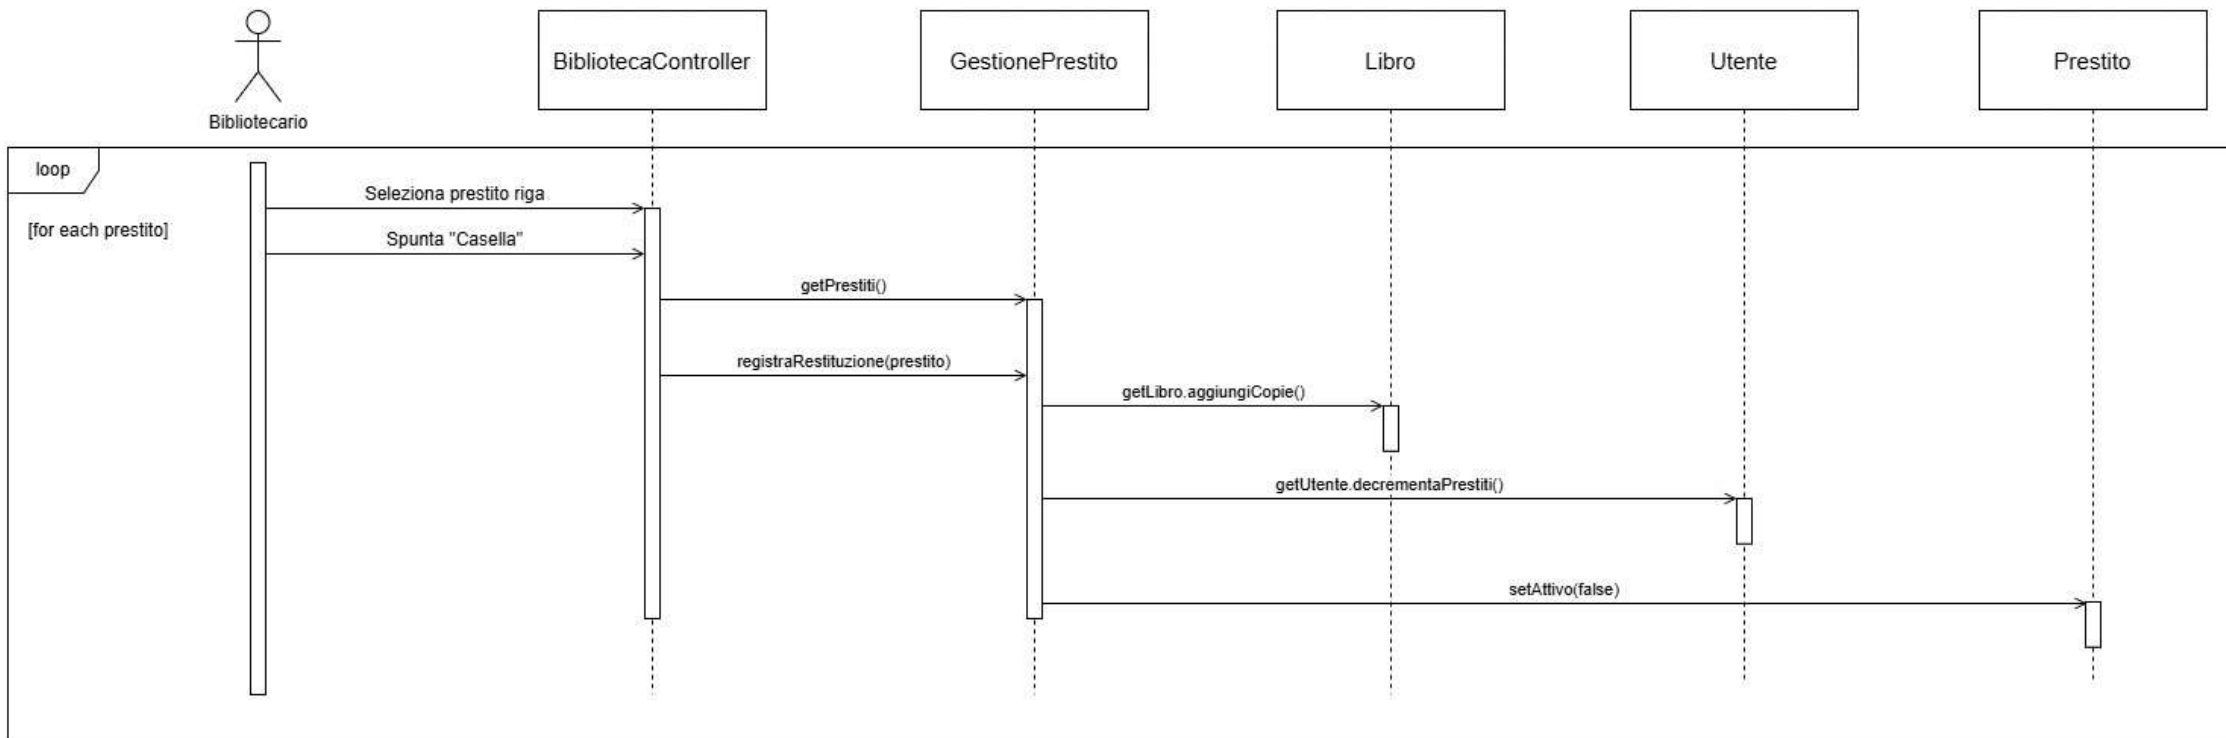 BibliotecaController
GestionePrestito
Libro
Utente
Prestito
Bibliotecario
loop
[for each prestito]
Seleziona prestito riga
Spunta "Casella"
getPrestiti()
registraRestituzione(prestito)
getLibro.aggiungiCopie()
getUtente.decrementaPrestiti()
setAttivo(false)